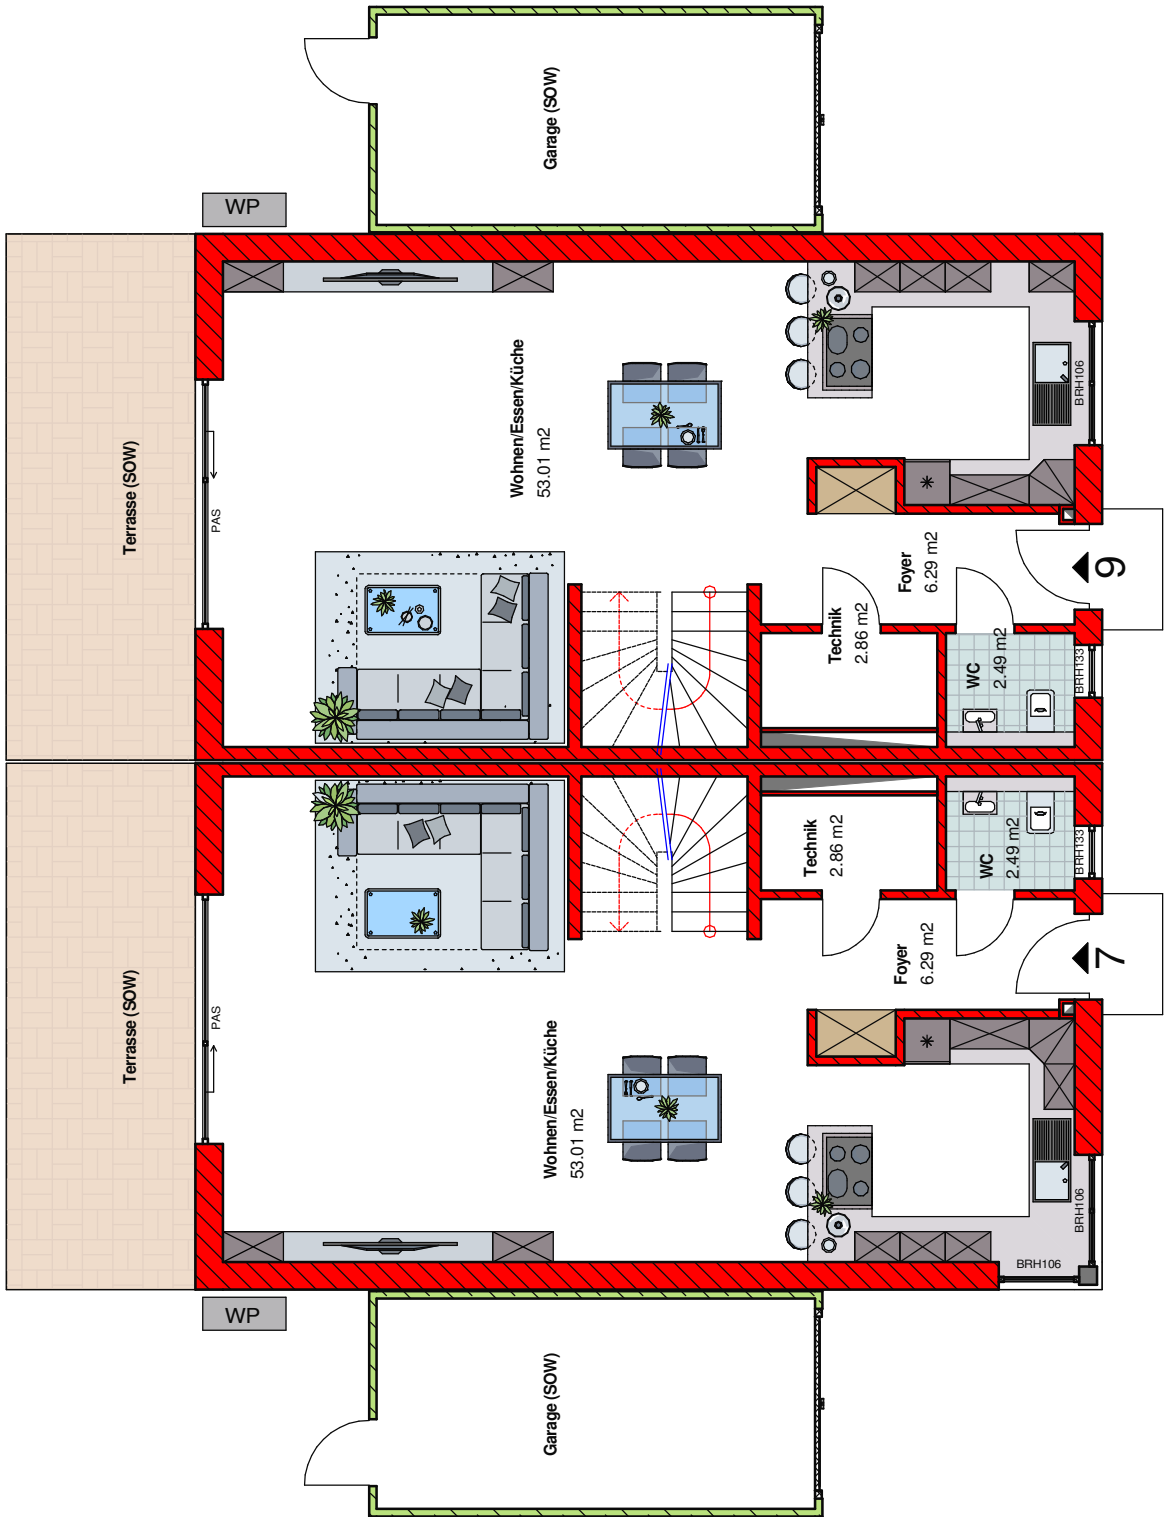 Garage (SOW)
WP
Terrasse (SOW)
PAS
Wohnen/Essen/Küche
53.01 m2
BRH106
Foyer
6.29 m2
9
Technik
2.86 m2
WC
2.49 m2
BRH133
Technik
2.86 m2
WC
2.49 m2
BRH133
Foyer
6.29 m2
7
Terrasse (SOW)
PAS
Wohnen/Essen/Küche
53.01 m2
BRH106
BRH106
WP
Garage (SOW)